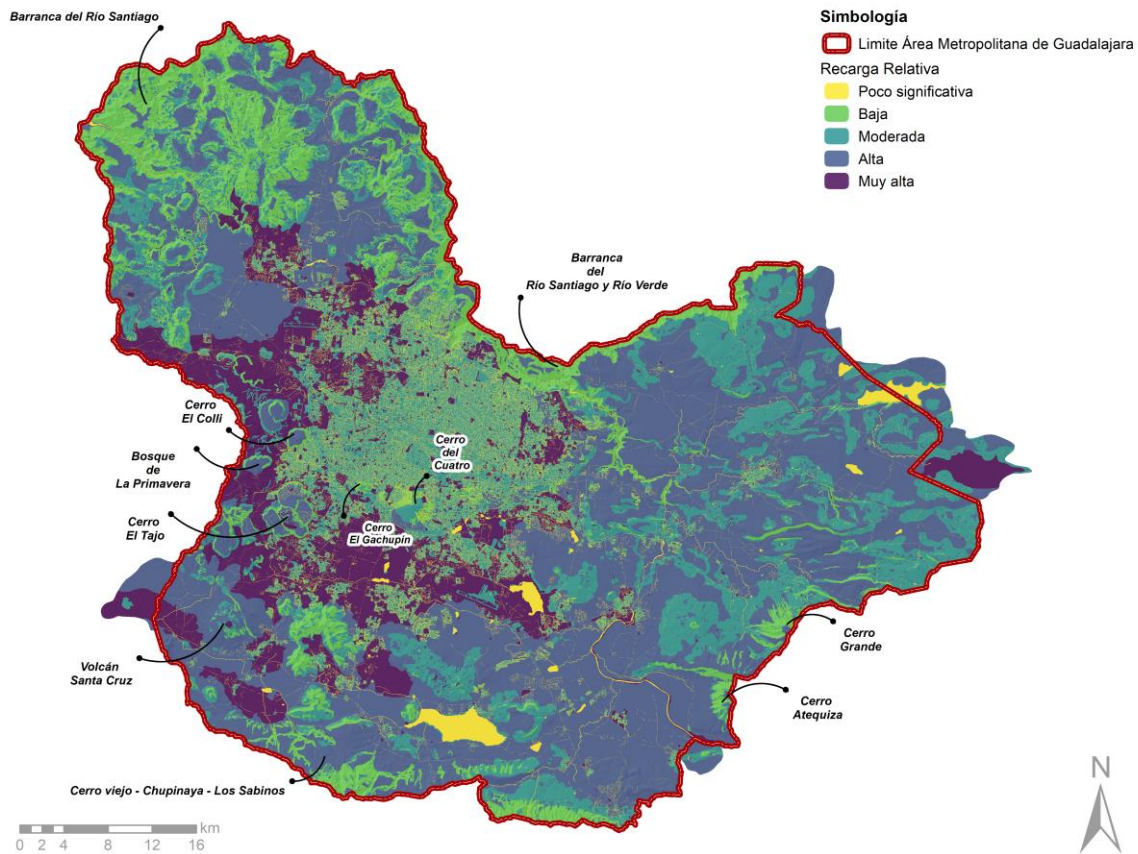 Barranca del Río Santiago
Simbología
Limite Área Metropolitana de Guadalajara
Recarga Relativa
Poco significativa
Baja
Moderada
Alta
Muy alta
Barranca
del
Río Santiago y Río Verde
Cerro
El Colli
Cerro
del
Cuatro
Bosque
de
La Primavera
Cerro
El Tajo
Cerro
El Gachupín
Volcán
Santa Cruz
Cerro
Grande
Cerro
Atequiza
Cerro viejo - Chupinaya - Los Sabinos
N
km
0 2 4 8 12 16